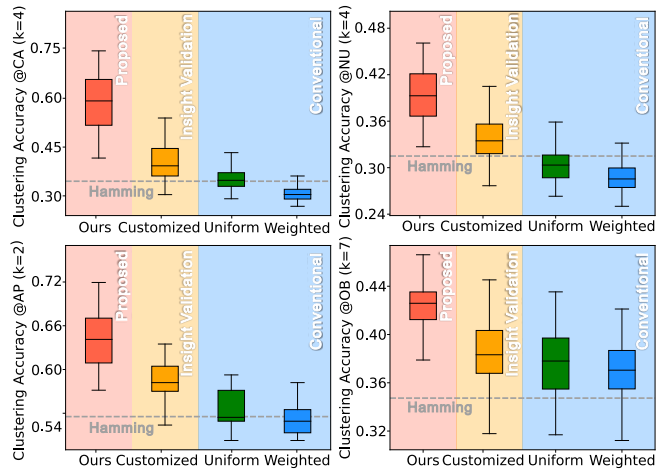 Clustering Accuracy @CA (k=4)
0.75
0.60
0.45
0.30
Proposed
Insight Validation
Conventional
Hamming
Ours Customized Uniform Weighted
Clustering Accuracy @NU (k=4)
0.48
0.42
0.36
0.30
0.24
Proposed
Insight Validation
Conventional
Hamming
Ours Customized Uniform Weighted
Clustering Accuracy @AP (k=2)
0.72
0.66
0.60
0.54
Proposed
Insight Validation
Conventional
Hamming
Ours Customized Uniform Weighted
Clustering Accuracy @OB (k=7)
0.44
0.40
0.36
0.32
Proposed
Insight Validation
Conventional
Hamming
Ours Customized Uniform Weighted